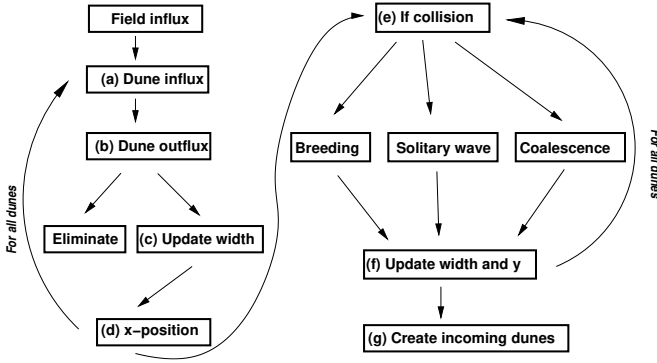 Field influx
(a) Dune influx
(b) Dune outflux
Eliminate
(c) Update width
(d) x-position
For all dunes
(e) If collision
Breeding
Solitary wave
Coalescence
(f) Update width and y
(g) Create incoming dunes
For all dunes